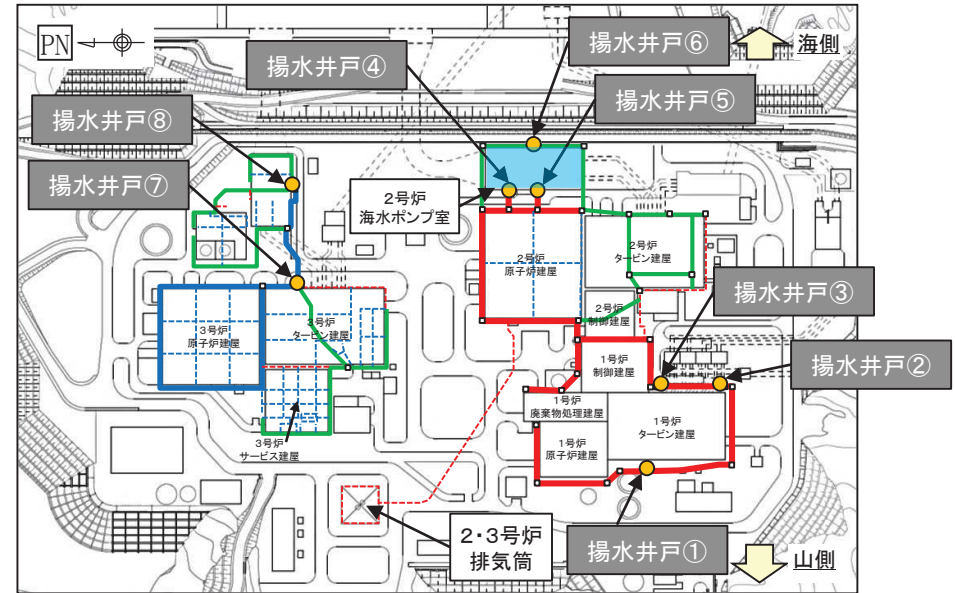 PN
揚水井戸⑥
海側
揚水井戸④
揚水井戸⑤
揚水井戸⑧
揚水井戸⑦
2号炉
海水ポンプ室
2号炉
原子炉建屋
2号炉
タービン建屋
揚水井戸③
2号炉
制御建屋
3号炉
原子炉建屋
3号炉
タービン建屋
1号炉
制御建屋
揚水井戸②
1号炉
廃棄物処理建屋
1号炉
原子炉建屋
1号炉
タービン建屋
3号炉
サービス建屋
2・3号炉
排気筒
揚水井戸①
山側